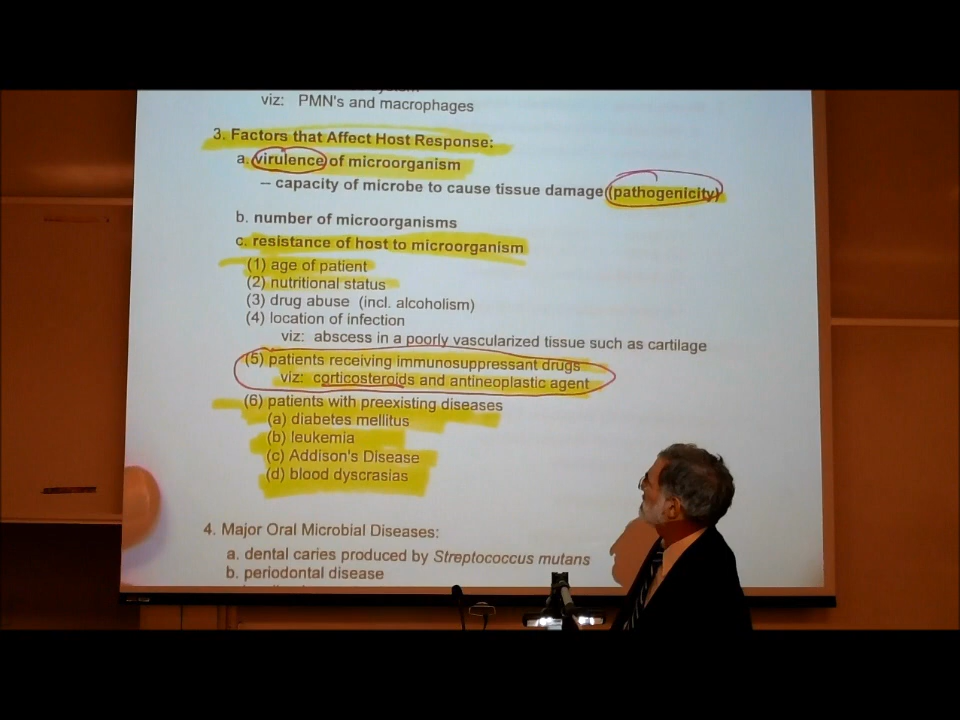 viz: PMN's and macrophages
3. Factors that Affect Host Response:
a. virulence of microorganism
-- capacity of microbe to cause tissue damage (pathogenicity)
b. number of microorganisms
c. resistance of host to microorganism
(1) age of patient
(2) nutritional status
(3) drug abuse (incl. alcoholism)
(4) location of infection
viz: abscess in a poorly vascularized tissue such as cartilage
(5) patients receiving immunosuppressant drugs
viz: corticosteroids and antineoplastic agent
(6) patients with preexisting diseases
(a) diabetes mellitus
(b) leukemia
(c) Addison's Disease
(d) blood dyscrasias
4. Major Oral Microbial Diseases:
a. dental caries produced by Streptococcus mutans
b. periodontal disease